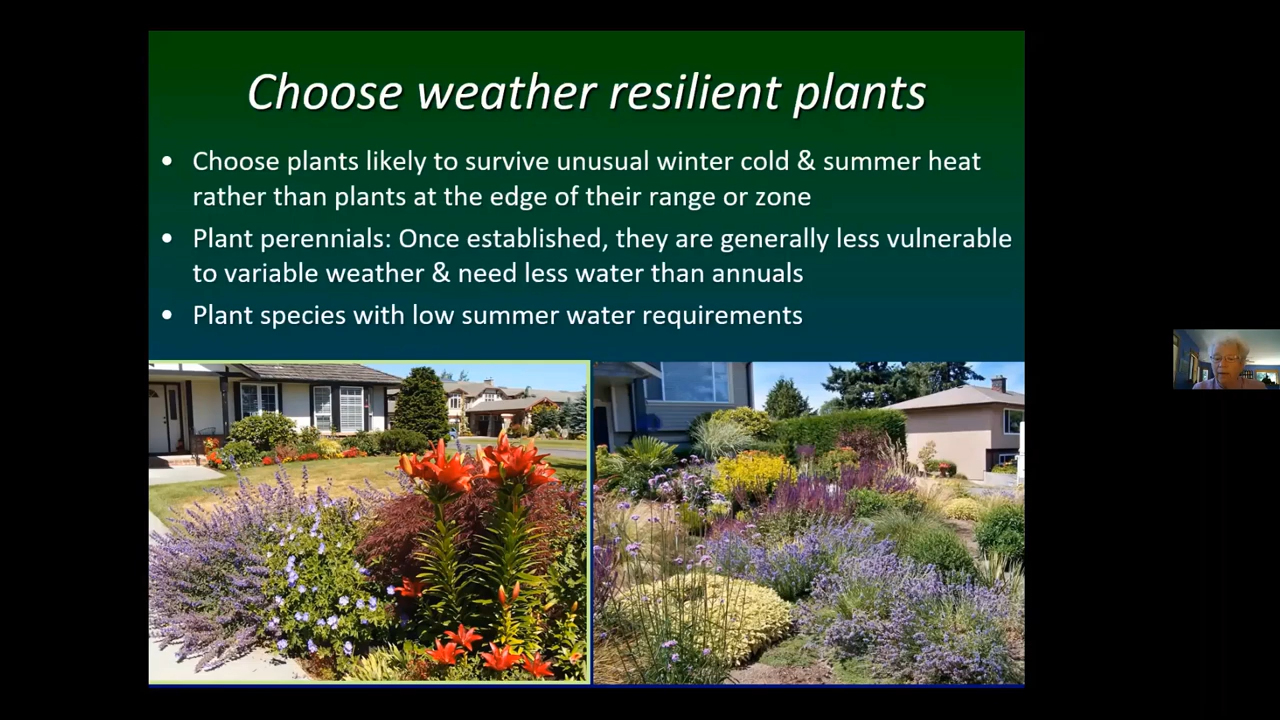 Choose weather resilient plants
• Choose plants likely to survive unusual winter cold & summer heat
rather than plants at the edge of their range or zone
• Plant perennials: Once established, they are generally less vulnerable
to variable weather & need less water than annuals
• Plant species with low summer water requirements